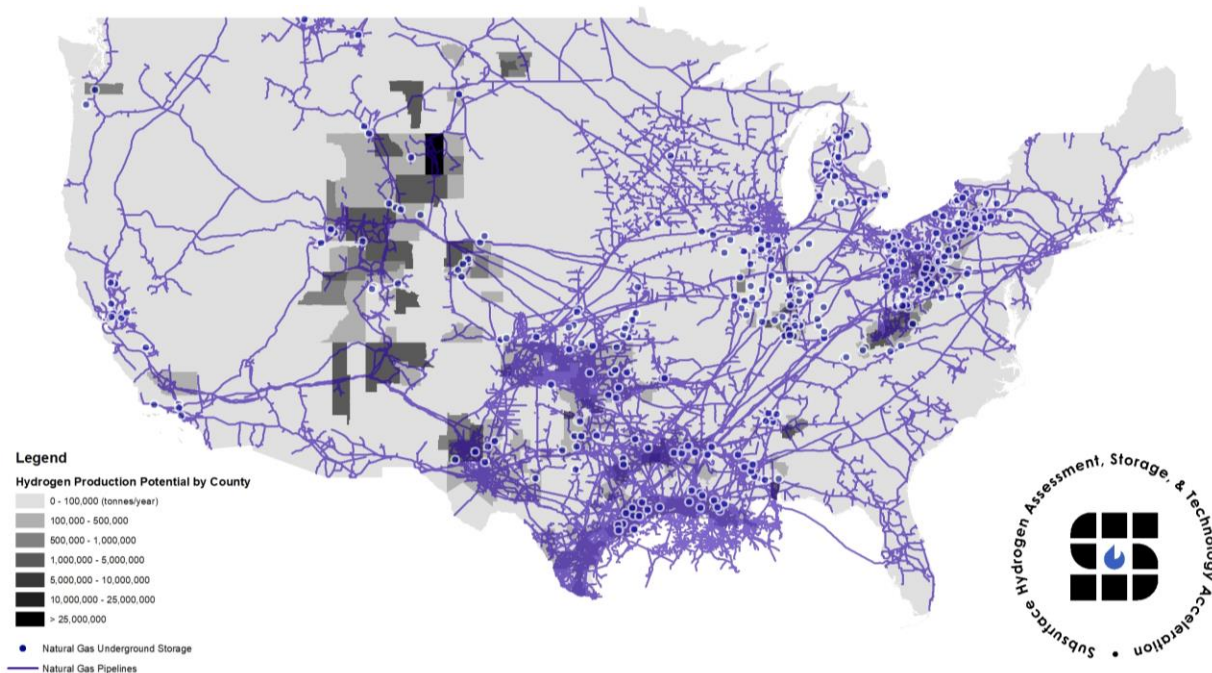 Legend
Hydrogen Production Potential by County
0 - 100,000 (tonnes/year)
100,000 - 500,000
500,000 - 1,000,000
1,000,000 - 5,000,000
5,000,000 - 10,000,000
10,000,000 - 25,000,000
> 25,000,000
Natural Gas Underground Storage
Natural Gas Pipelines
Subsurface Hydrogen Assessment, Storage, & Technology Acceleration •